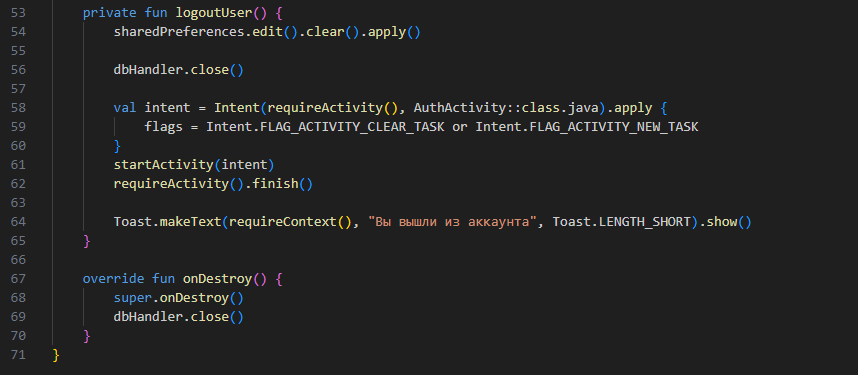 53 private fun logoutUser() {
54 sharedPreferences.edit().clear().apply()
55
56 dbHandler.close()
57
58 val intent = Intent(requireActivity(), AuthActivity::class.java).apply {
59 flags = Intent.FLAG_ACTIVITY_CLEAR_TASK or Intent.FLAG_ACTIVITY_NEW_TASK
60 }
61 startActivity(intent)
62 requireActivity().finish()
63
64 Toast.makeText(requireContext(), "Вы вышли из аккаунта", Toast.LENGTH_SHORT).show()
65 }
66
67 override fun onDestroy() {
68 super.onDestroy()
69 dbHandler.close()
70 }
71 }